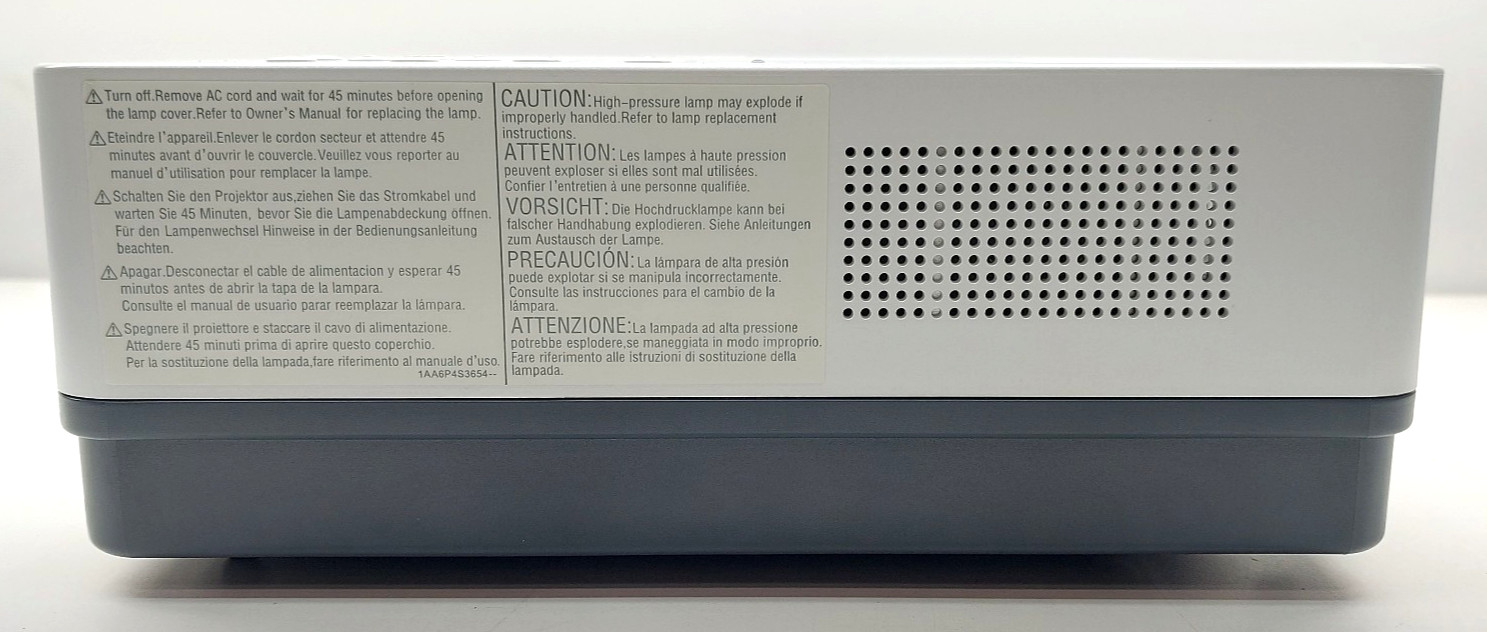 ⚠Turn off.Remove AC cord and wait for 45 minutes before opening
the lamp cover.Refer to Owner's Manual for replacing the lamp.
⚠Eteindre l'appareil.Enlever le cordon secteur et attendre 45
minutes avant d'ouvrir le couvercle.Veuillez vous reporter au
manuel d'utilisation pour remplacer la lampe.
⚠Schalten Sie den Projektor aus,ziehen Sie das Stromkabel und
warten Sie 45 Minuten, bevor Sie die Lampenabdeckung öffnen.
Für den Lampenwechsel Hinweise in der Bedienungsanleitung
beachten.
⚠Apagar.Desconectar el cable de alimentacion y esperar 45
minutos antes de abrir la tapa de la lampara.
Consulte el manual de usuario parar reemplazar la lámpara.
⚠Spegnere il proiettore e staccare il cavo di alimentazione.
Attendere 45 minuti prima di aprire questo coperchio.
Per la sostituzione della lampada,fare riferimento al manuale d'uso.
1AA6P4S3654--
CAUTION:High-pressure lamp may explode if
improperly handled.Refer to lamp replacement
instructions.
ATTENTION: Les lampes à haute pression
peuvent exploser si elles sont mal utilisées.
Confier l'entretien à une personne qualifiée.
VORSICHT: Die Hochdrucklampe kann bei
falscher Handhabung explodieren. Siehe Anleitungen
zum Austausch der Lampe.
PRECAUCIÓN:La lámpara de alta presión
puede explotar si se manipula incorrectamente.
Consulte las instrucciones para el cambio de la
lámpara.
ATTENZIONE:La lampada ad alta pressione
potrebbe esplodere,se maneggiata in modo improprio.
Fare riferimento alle istruzioni di sostituzione della
lampada.